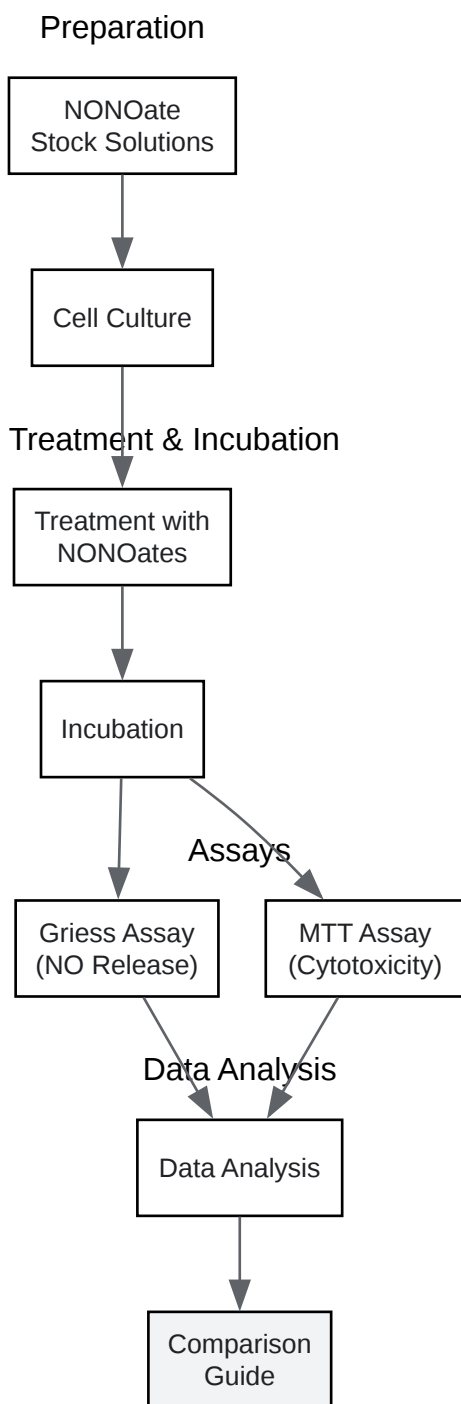 Preparation
NONOate
Stock Solutions
Cell Culture
Treatment & Incubation
Treatment with
NONOates
Incubation
Assays
Griess Assay
(NO Release)
MTT Assay
(Cytotoxicity)
Data Analysis
Data Analysis
Comparison
Guide